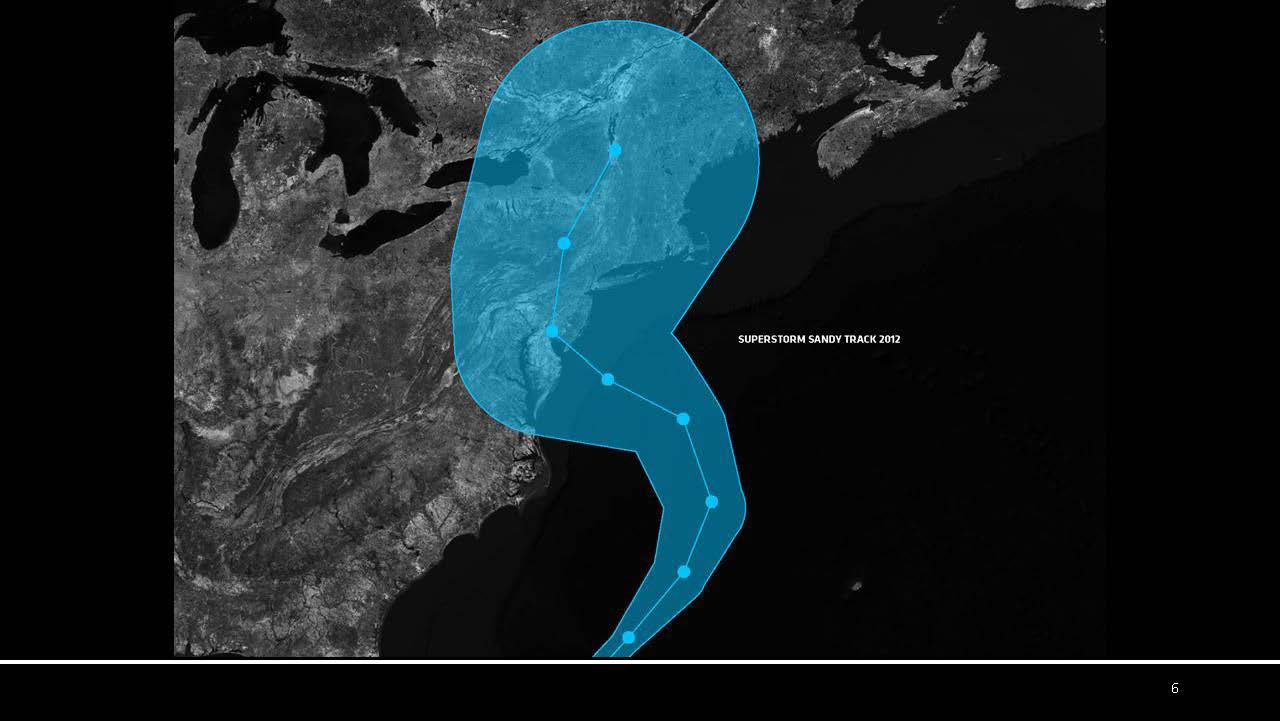 SUPERSTORM SANDY TRACK 2012
6